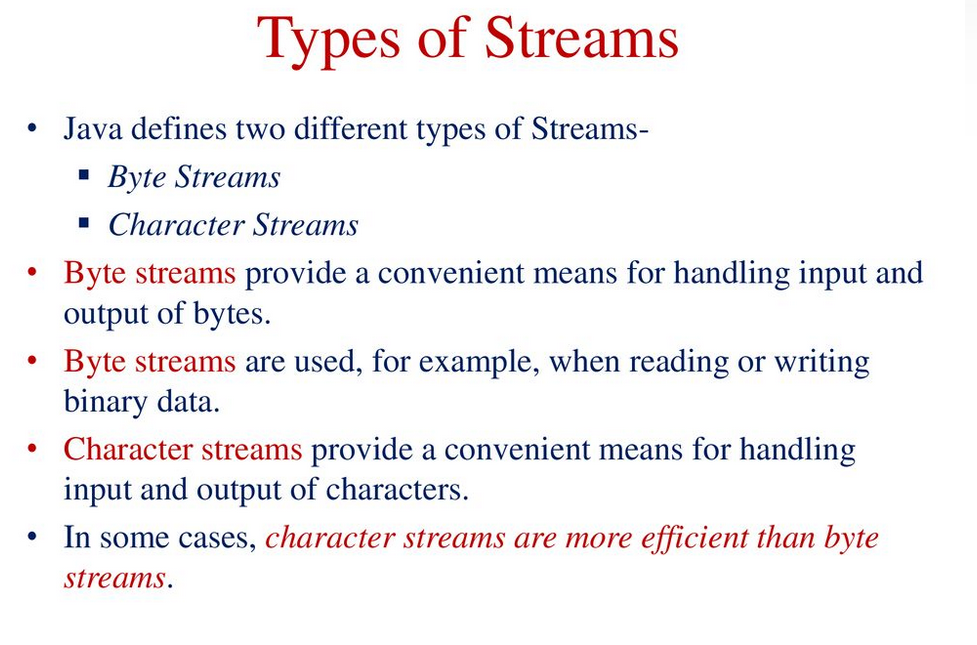 Types of Streams
• Java defines two different types of Streams-
▪ Byte Streams
▪ Character Streams
• Byte streams provide a convenient means for handling input and
output of bytes.
• Byte streams are used, for example, when reading or writing
binary data.
• Character streams provide a convenient means for handling
input and output of characters.
• In some cases, character streams are more efficient than byte
streams.